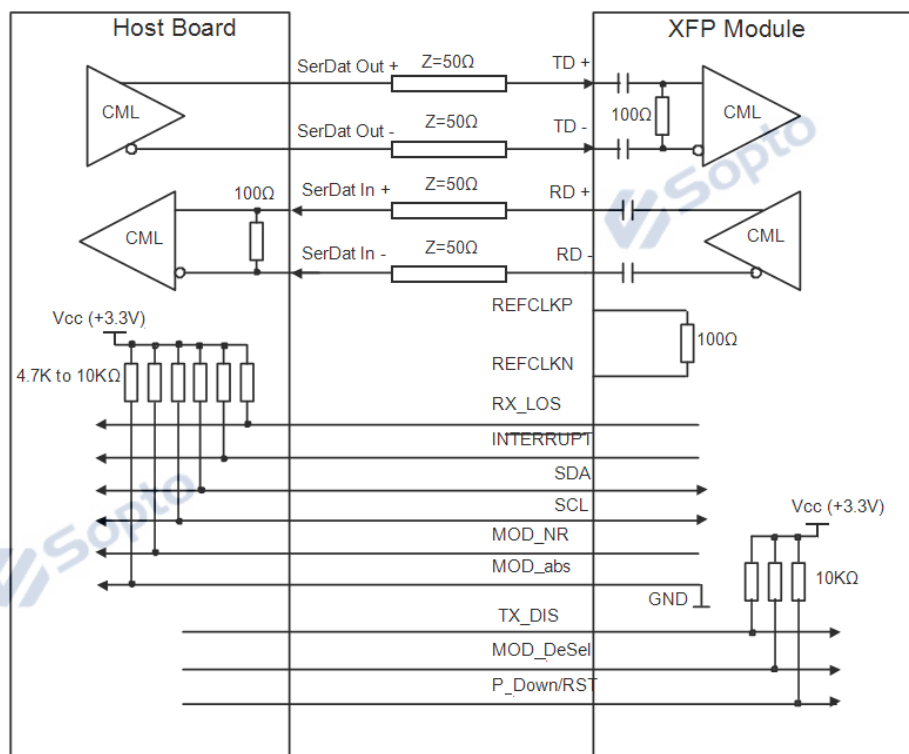 Host Board
XFP Module
SerDat Out +
Z=50Ω
TD +
CML
100Ω
CML
SerDat Out -
Z=50Ω
TD -
Sopto
100Ω
SerDat In +
Z=50Ω
RD +
CML
CML
SerDat In -
Z=50Ω
RD -
REFCLKP
Vcc (+3.3V)
100Ω
4.7K to 10KΩ
REFCLKN
RX_LOS
INTERRUPT
SDA
SCL
Vcc (+3.3V)
Sopto
MOD_NR
MOD_abs
10KΩ
GND
TX_DIS
MOD_DeSel
P_Down/RST